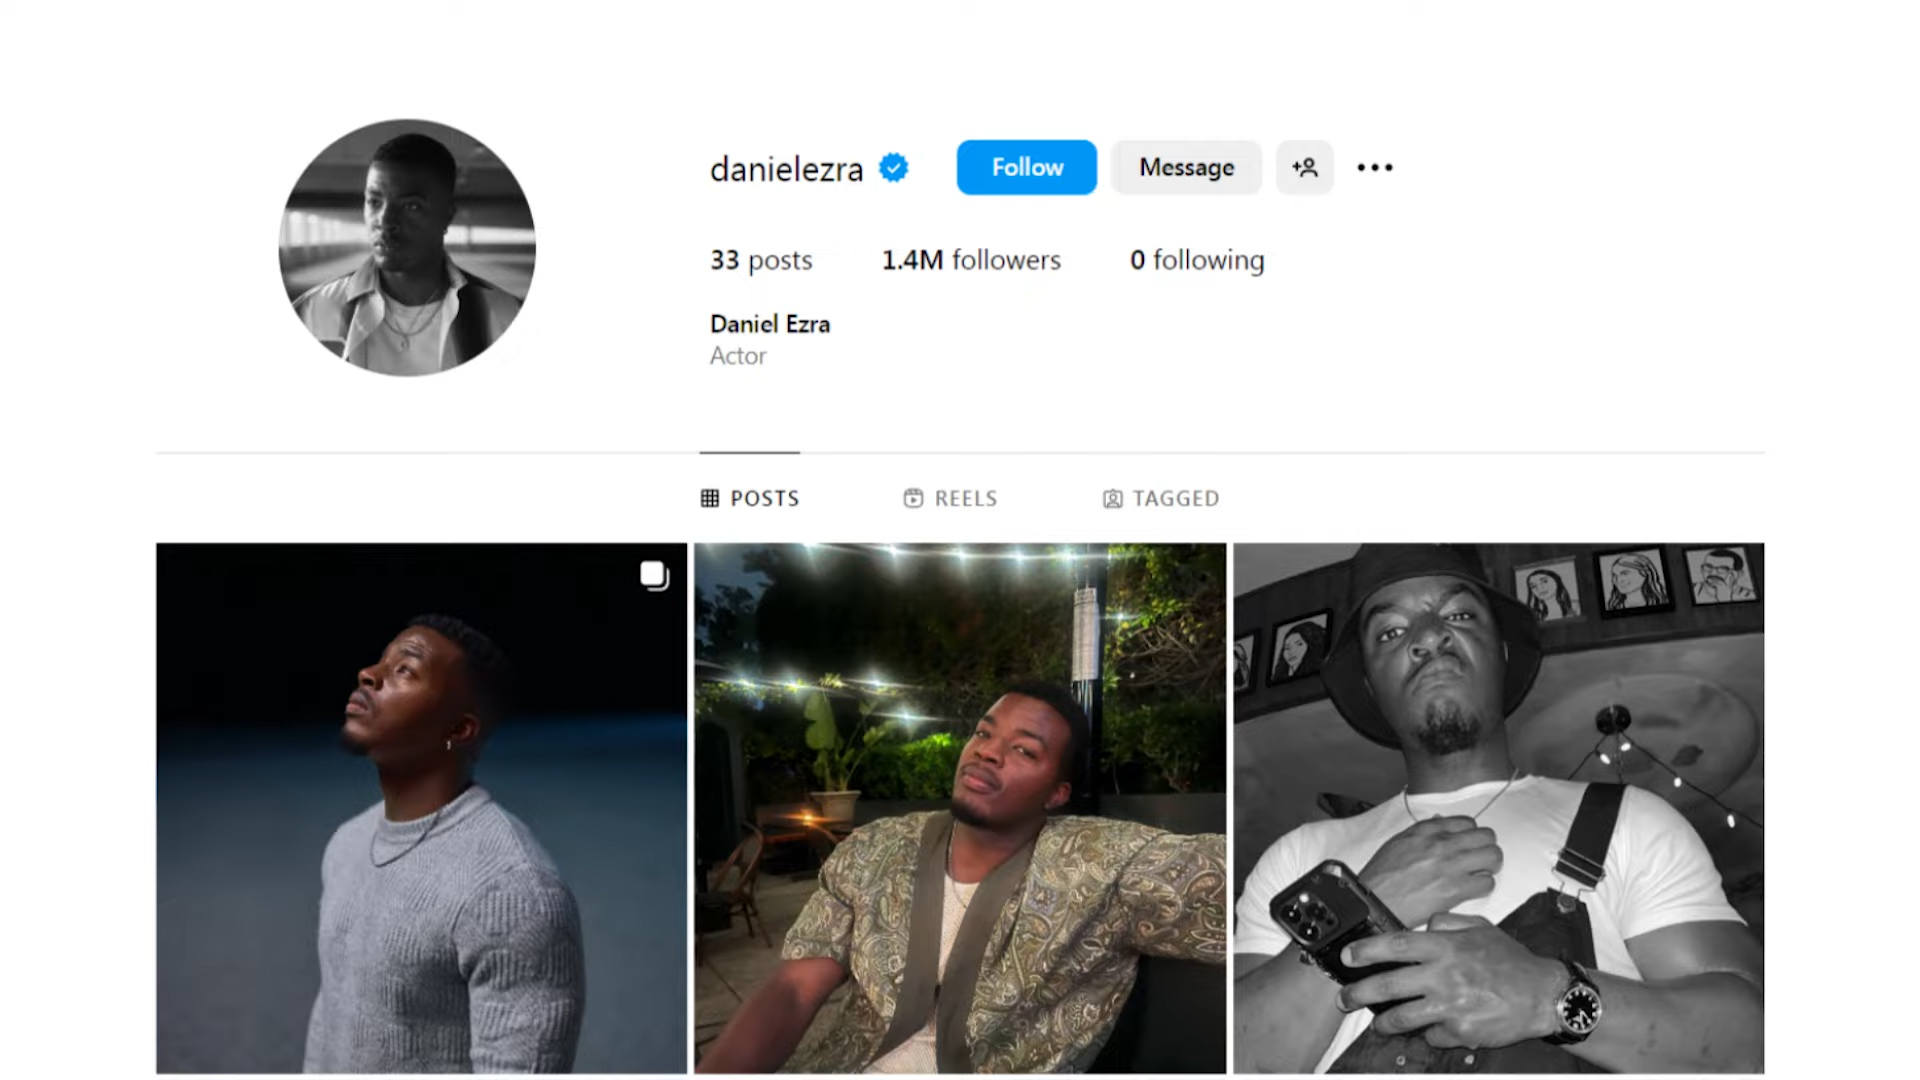 danielezra Follow Message
33 posts 1.4M followers 0 following
Daniel Ezra
Actor
POSTS REELS TAGGED